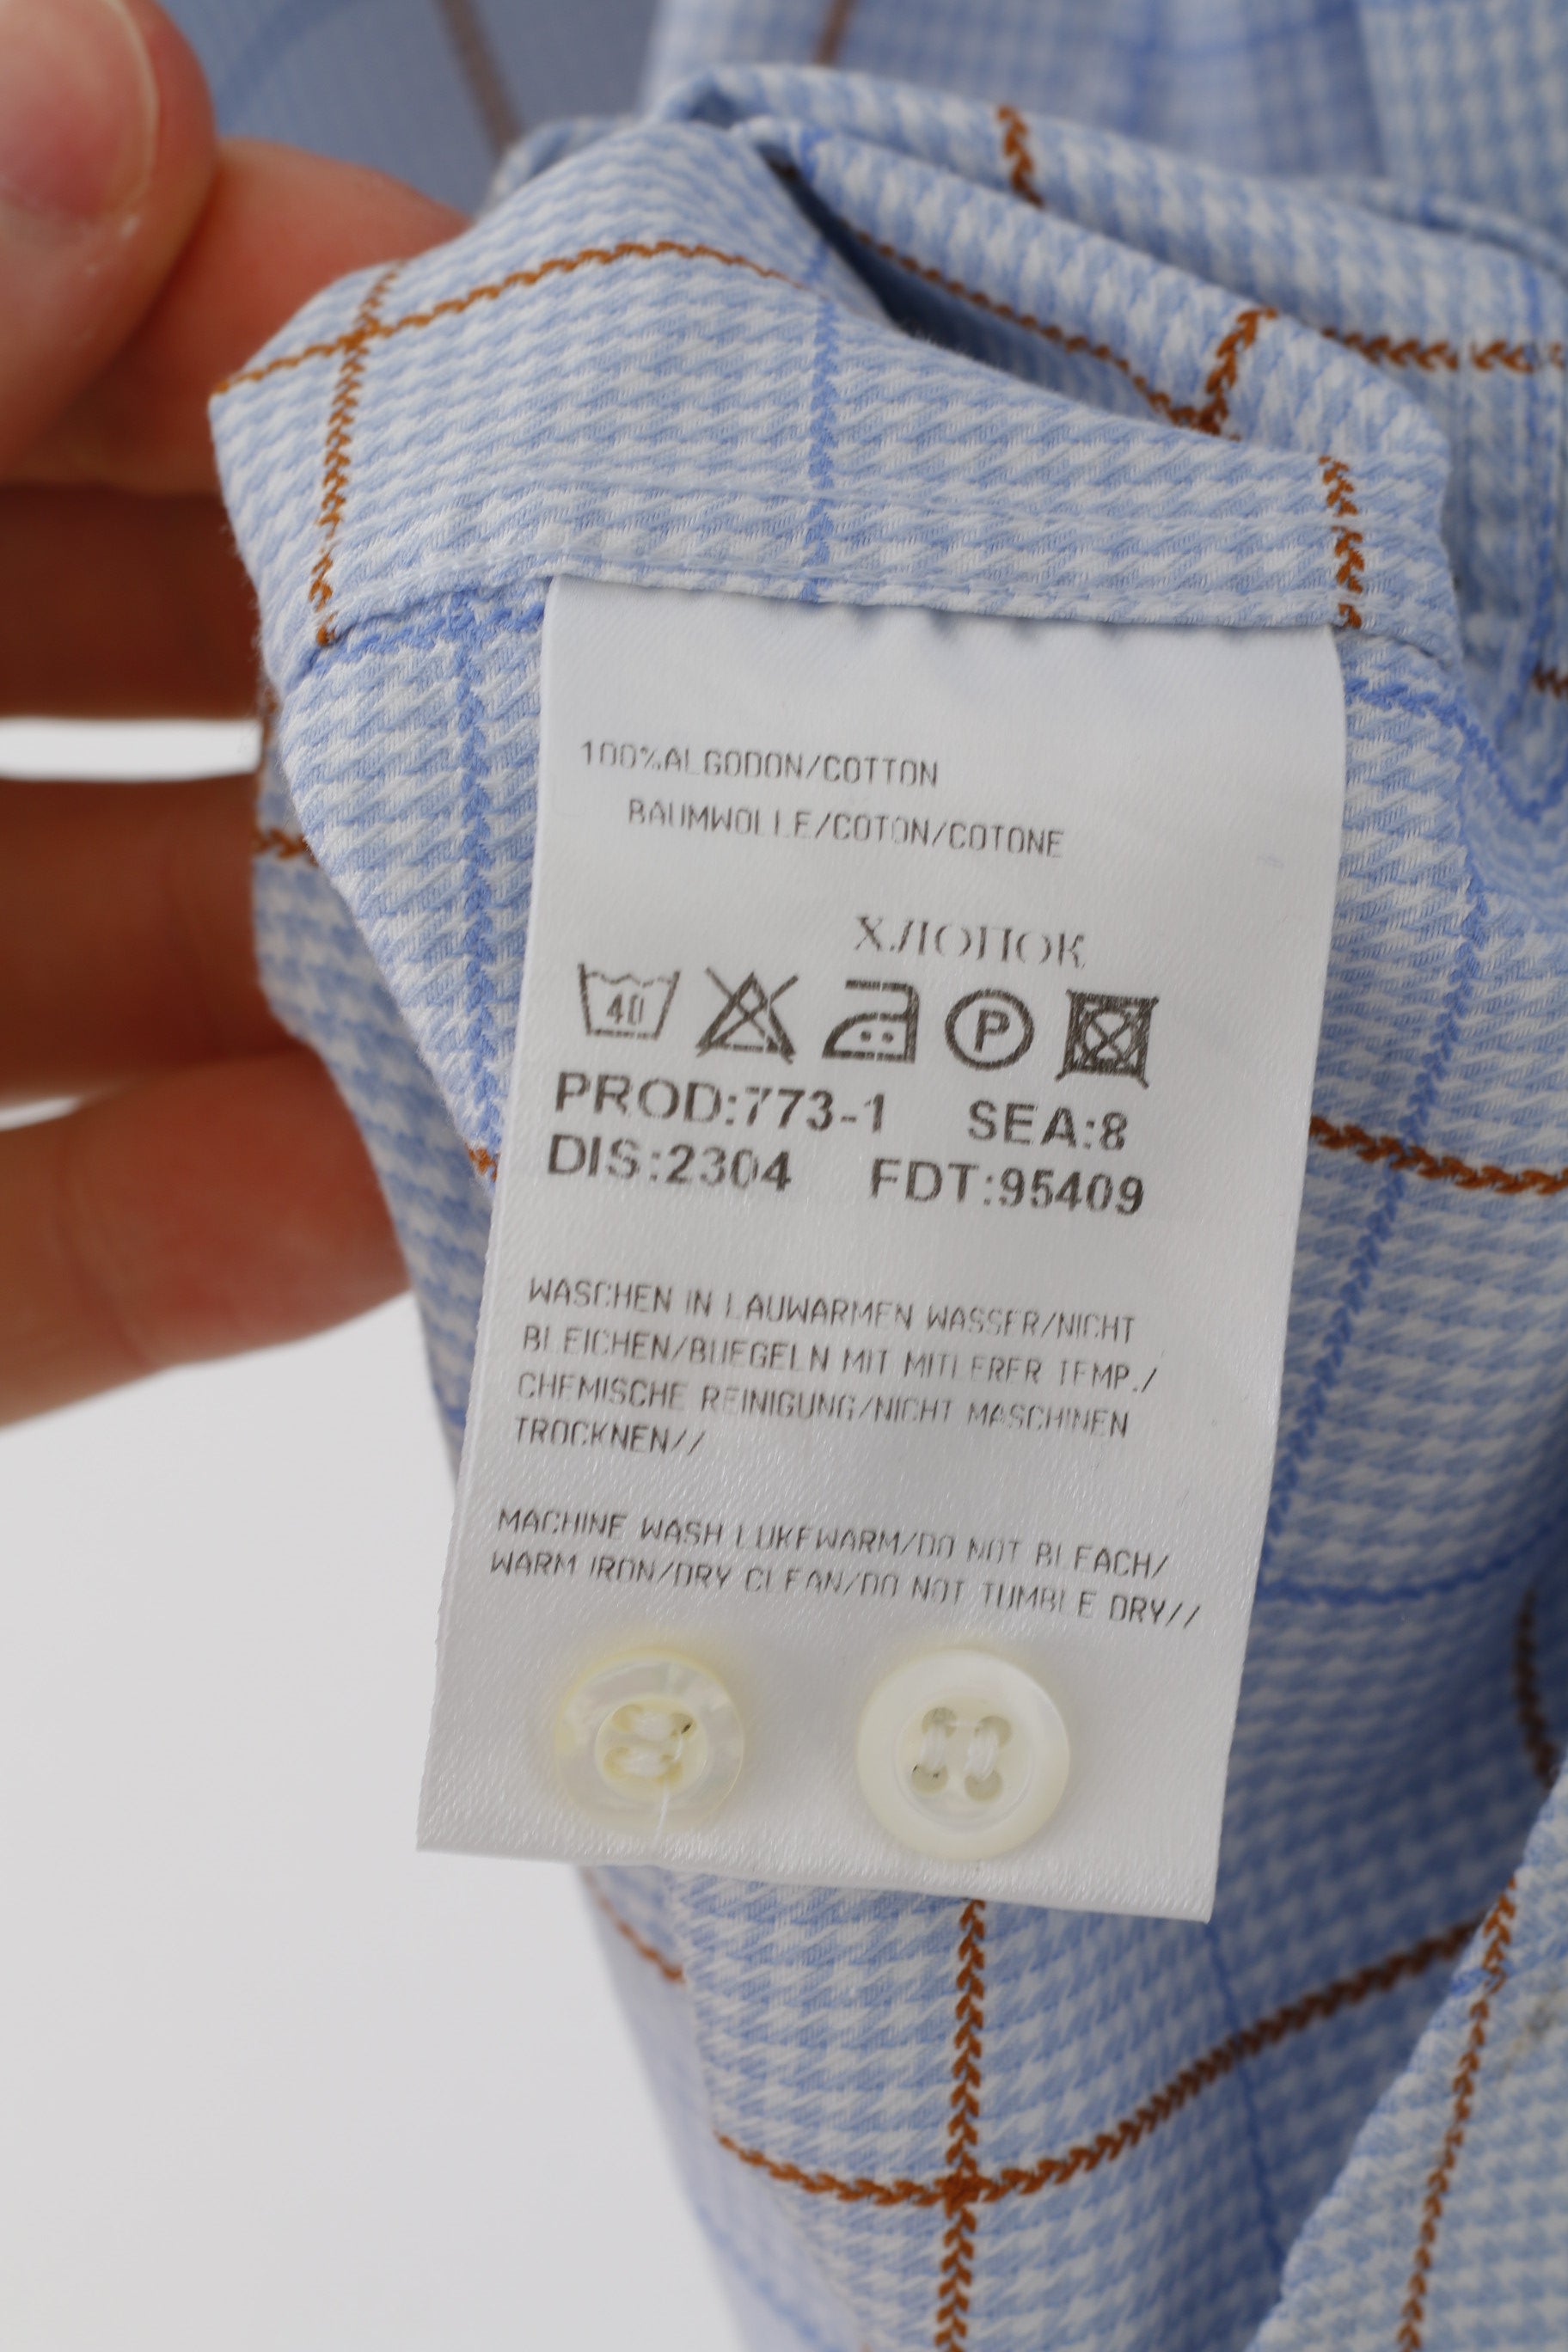 100%ALGODON/COTTON
BAUMWOLLE/COTON/COTONE
ХЛОПОК
40 P
PROD:773-1 SEA:8
DIS:2304 FDT:95409
WASCHEN IN LAUWARMEN WASSER/NICHT
BLEICHEN/BUEGELN MIT MITLERER TEMP./
CHEMISCHE REINIGUNG/NICHT MASCHINEN
TROCKNEN//
MACHINE WASH LUKEWARM/DO NOT BLEACH/
WARM IRON/DRY CLEAN/DO NOT TUMBLE DRY//